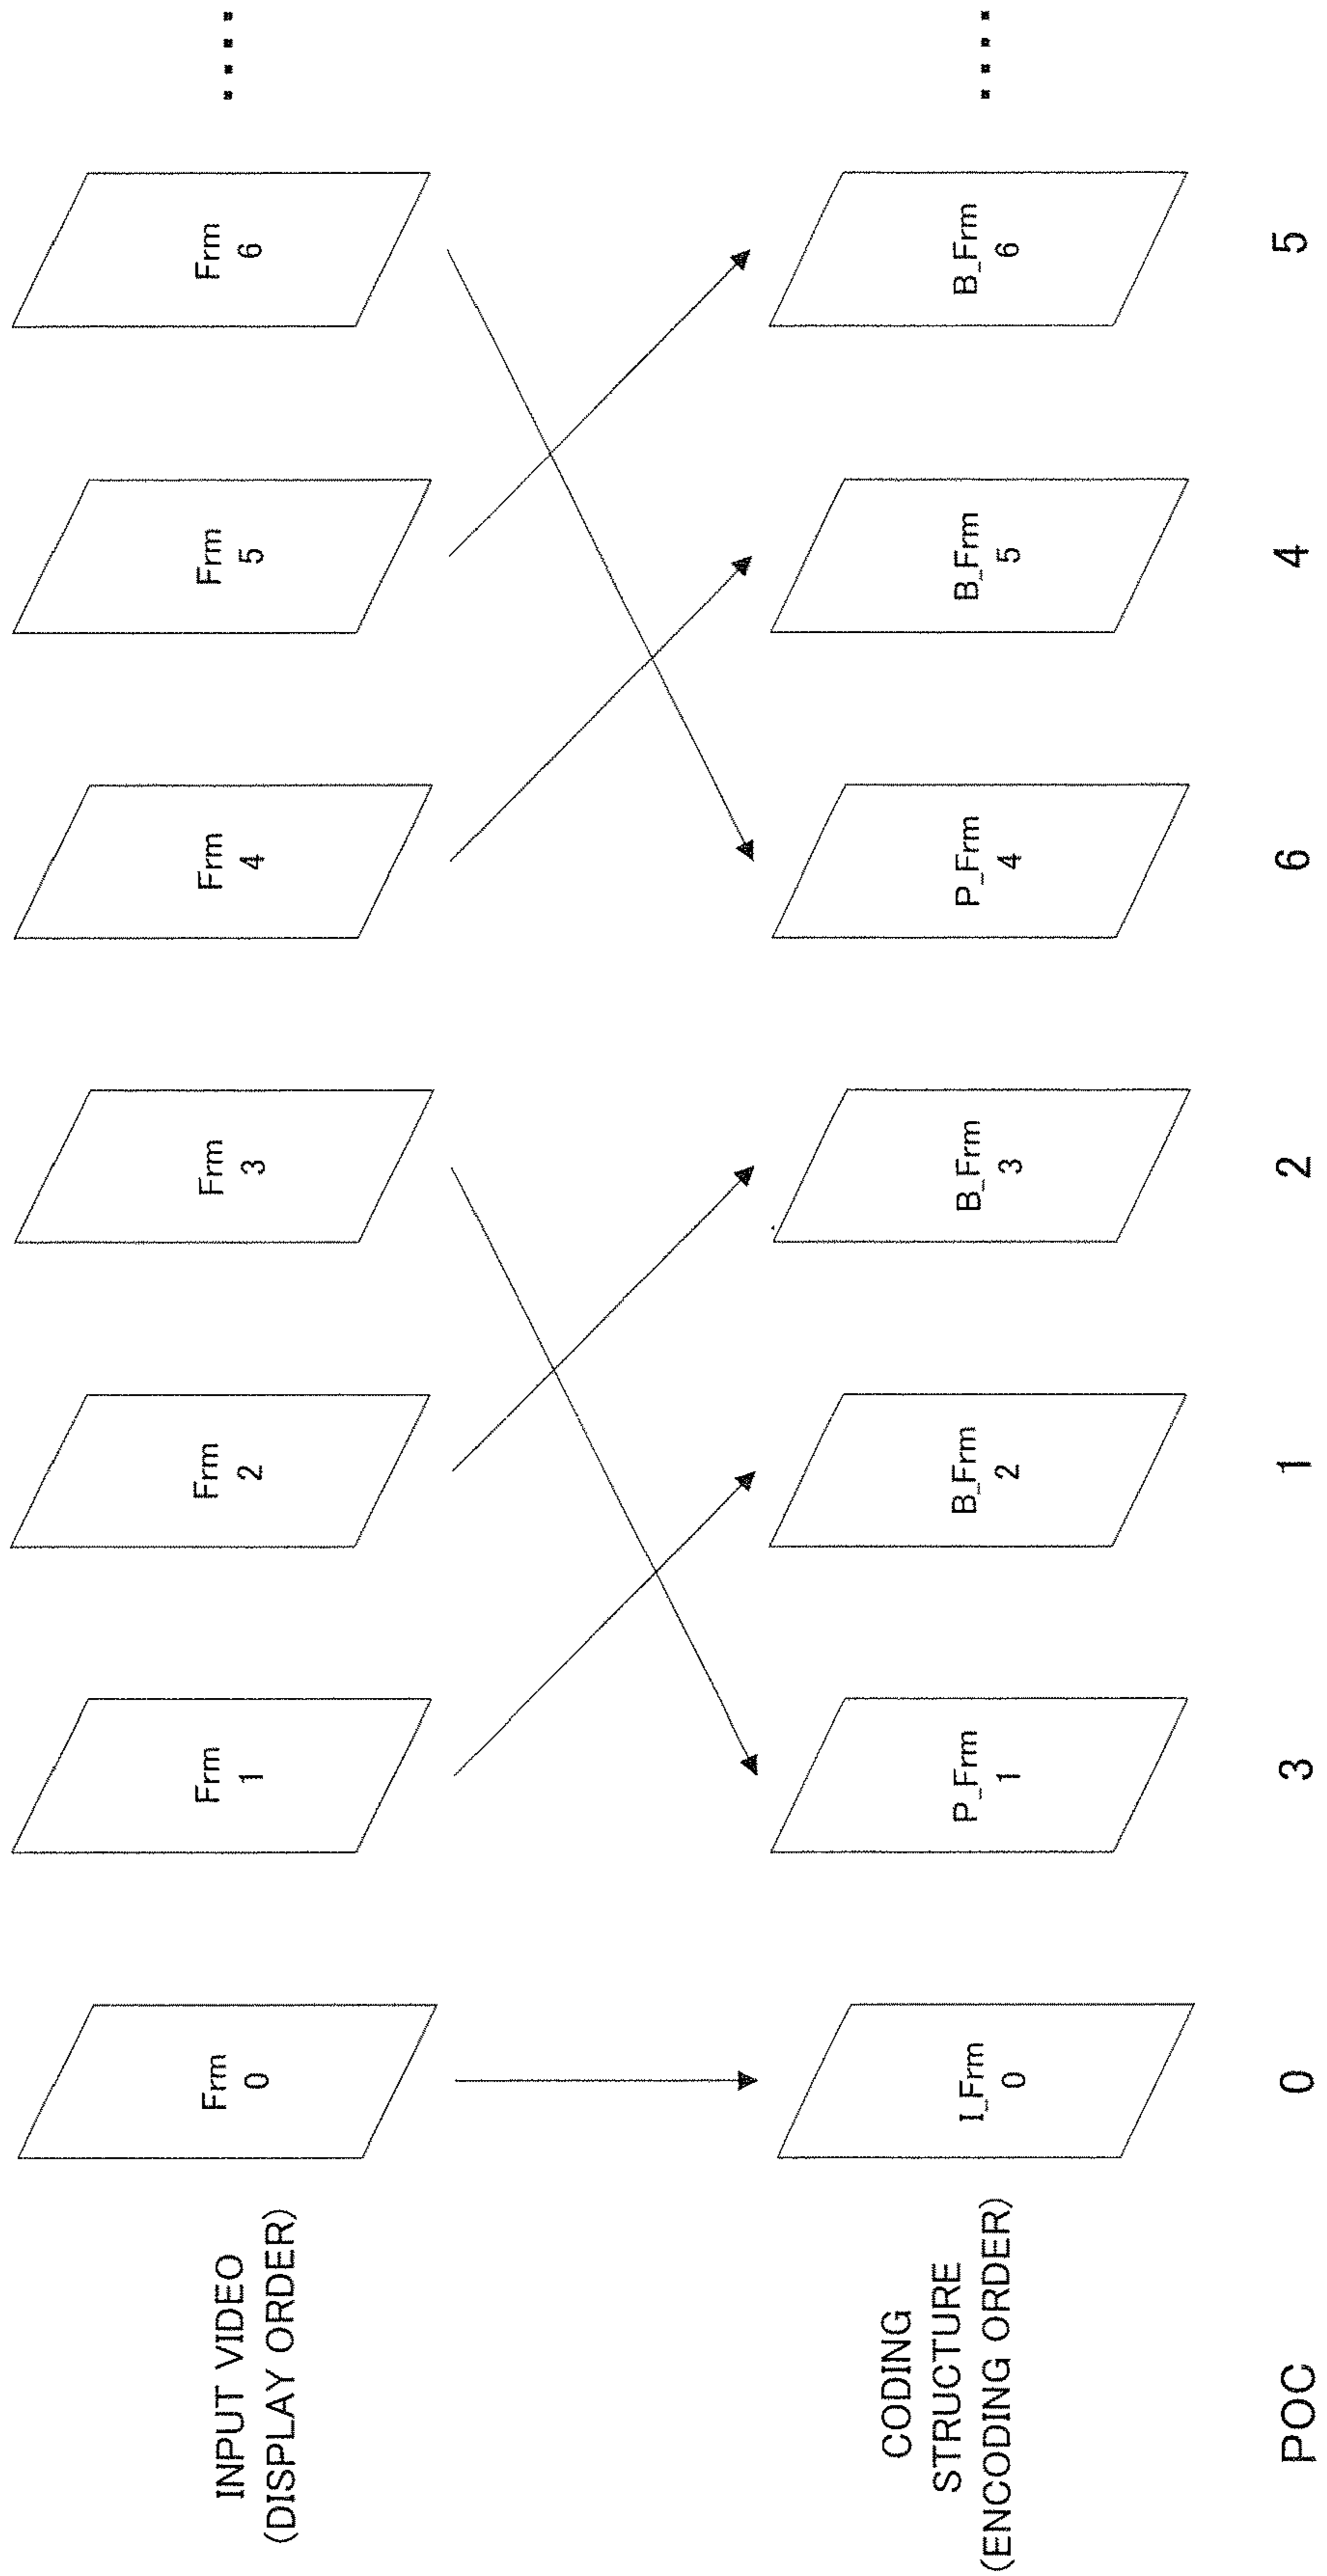 INPUT VIDEO
(DISPLAY ORDER)
Frm
0
Frm
1
Frm
2
Frm
3
Frm
4
Frm
5
Frm
6
CODING
STRUCTURE
(ENCODING ORDER)
I_Frm
0
P_Frm
1
B_Frm
2
B_Frm
3
P_Frm
4
B_Frm
5
B_Frm
6
POC 0 3 1 2 6 4 5